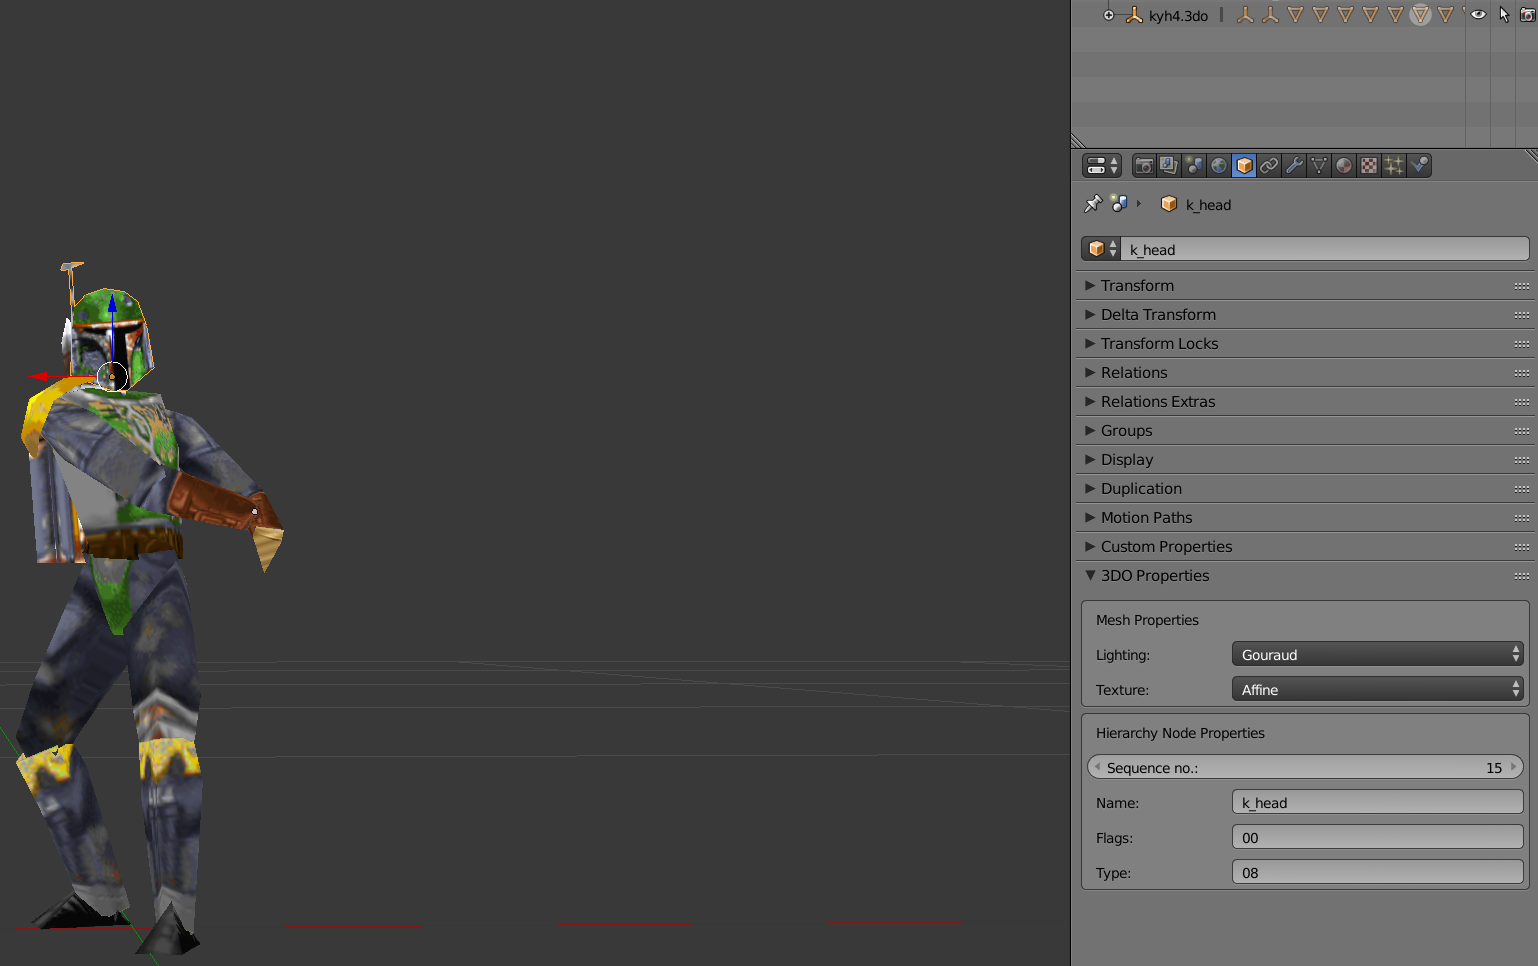 kyh4.3do
k_head
k_head
Transform
Delta Transform
Transform Locks
Relations
Relations Extras
Groups
Display
Duplication
Motion Paths
Custom Properties
3DO Properties
Mesh Properties
Lighting: Gouraud
Texture: Affine
Hierarchy Node Properties
Sequence no.: 15
Name: k_head
Flags: 00
Type: 08